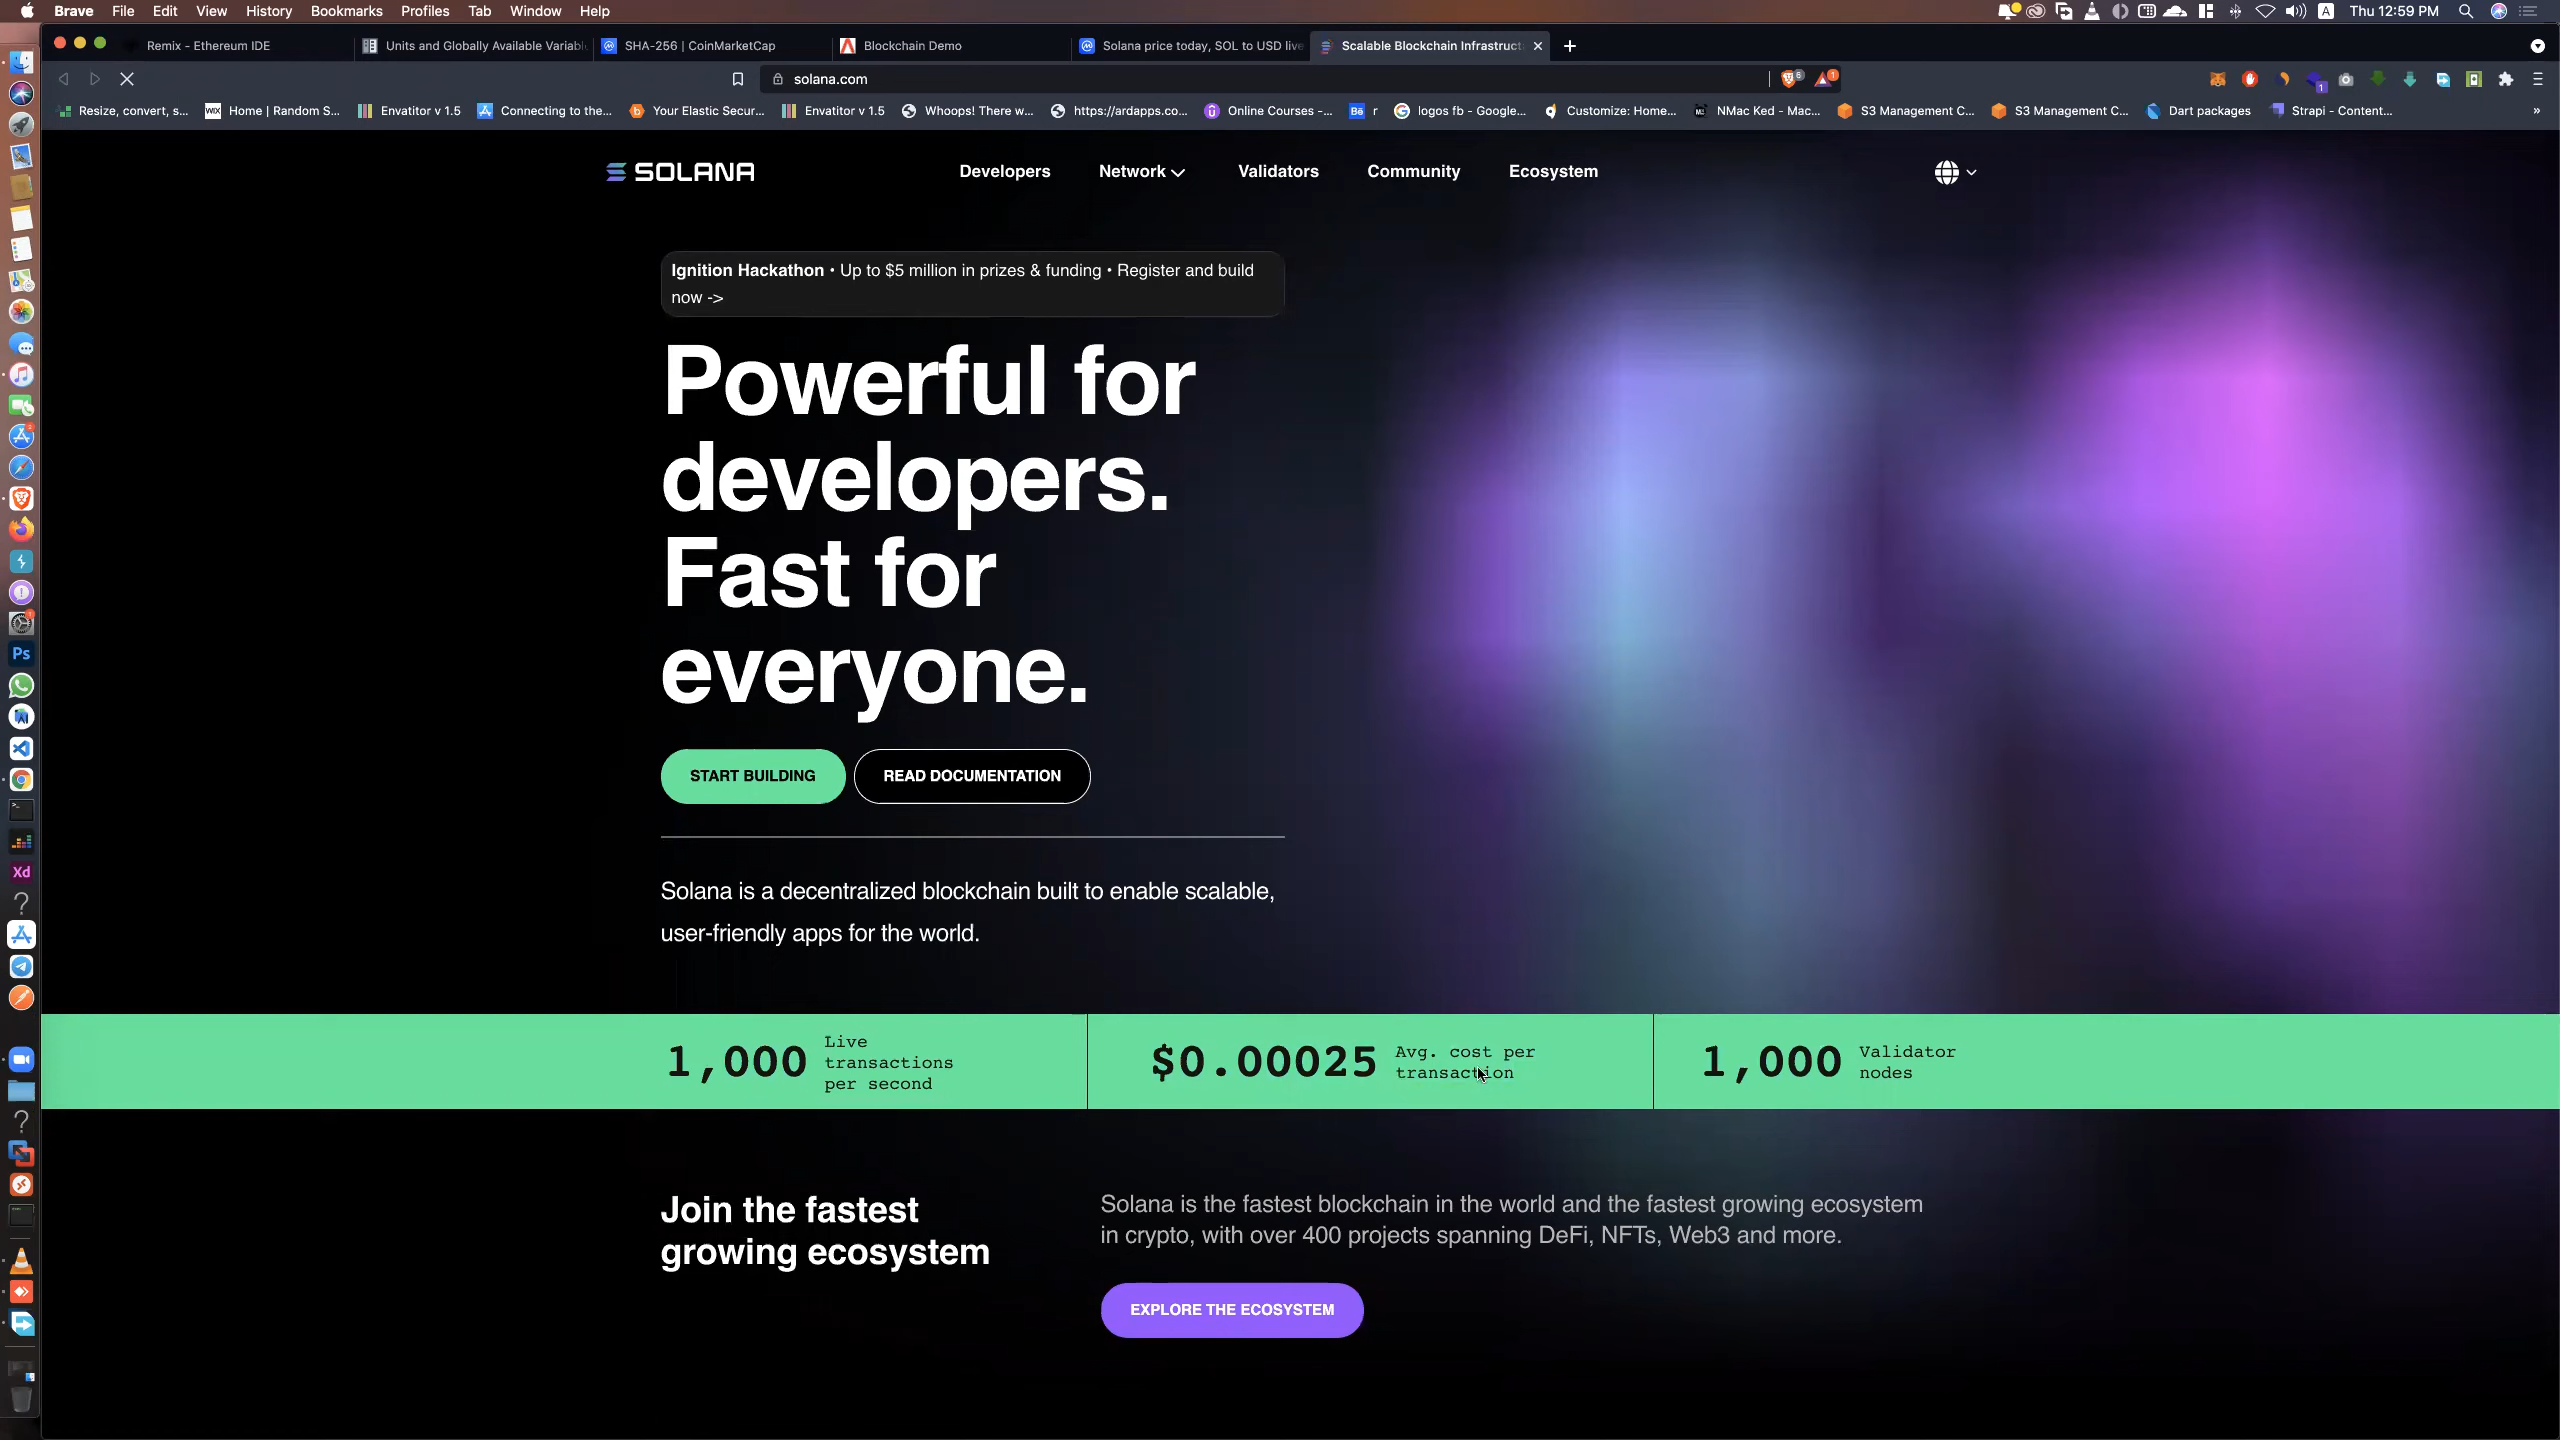 Brave File Edit View History Bookmarks Profiles Tab Window Help
A Thu 12:59 PM
Remix - Ethereum IDE
Units and Globally Available Variabl
SHA-256 | CoinMarketCap
Blockchain Demo
Solana price today, SOL to USD live
Scalable Blockchain Infrastruct
solana.com
6
1
1
Resize, convert, s...
WIX Home | Random S...
Envatitor v 1.5
Connecting to the...
Your Elastic Secur...
Envatitor v 1.5
Whoops! There w...
https://ardapps.co...
Online Courses -...
Bē r
logos fb - Google...
Customize: Home...
NMac Ked - Mac...
S3 Management C...
S3 Management C...
Dart packages
Strapi - Content...
»
SOLANA
Developers Network Validators Community Ecosystem
Ignition Hackathon • Up to $5 million in prizes & funding • Register and build
now ->
Powerful for
developers.
Fast for
everyone.
START BUILDING
READ DOCUMENTATION
Solana is a decentralized blockchain built to enable scalable,
user-friendly apps for the world.
1,000
Live
transactions
per second
$0.00025
Avg. cost per
transaction
1,000
Validator
nodes
Join the fastest
growing ecosystem
Solana is the fastest blockchain in the world and the fastest growing ecosystem
in crypto, with over 400 projects spanning DeFi, NFTs, Web3 and more.
EXPLORE THE ECOSYSTEM
Ps
Xd